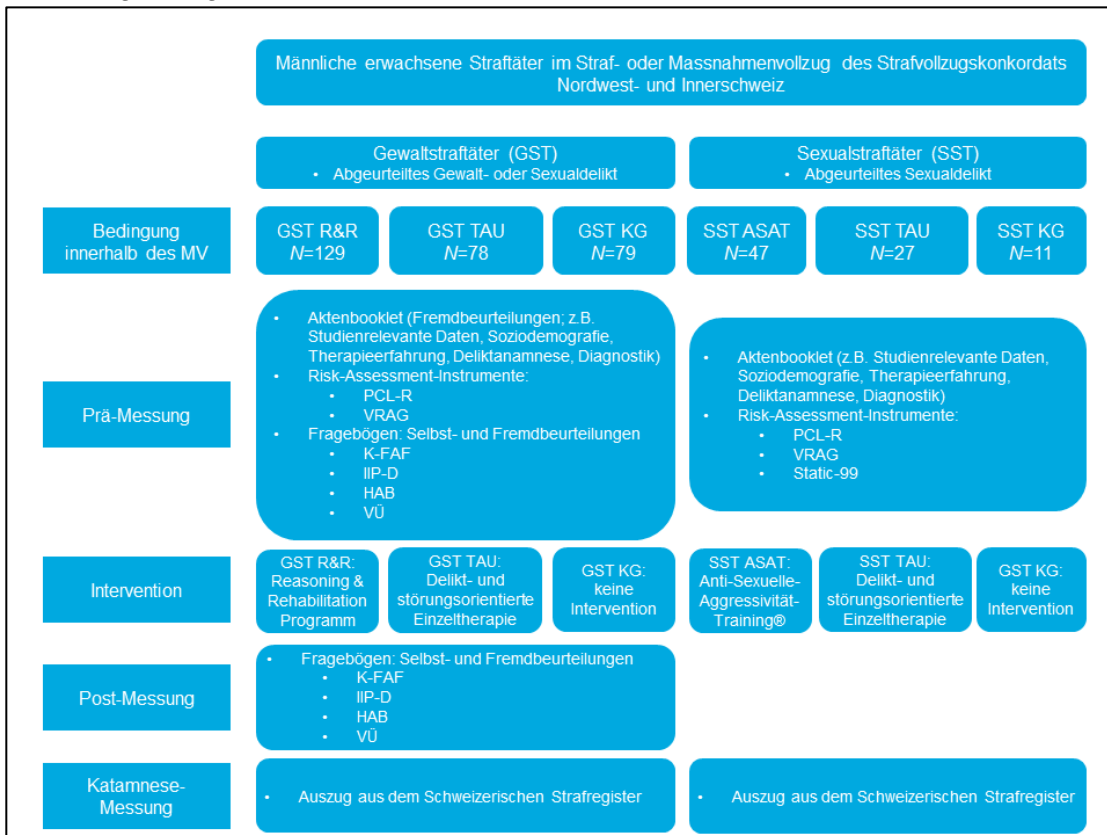 Männliche erwachsene Straftäter im Straf- oder Massnahmenvollzug des Strafvollzugskonkordats
Nordwest- und Innerschweiz
Gewaltstraftäter (GST)
• Abgeurteiltes Gewalt- oder Sexualdelikt
Sexualstraftäter (SST)
• Abgeurteiltes Sexualdelikt
Bedingung
innerhalb des MV
GST R&R
N=129
GST TAU
N=78
GST KG
N=79
SST ASAT
N=47
SST TAU
N=27
SST KG
N=11
Prä-Messung
• Aktenbooklet (Fremdbeurteilungen; z.B.
Studienrelevante Daten, Soziodemografie,
Therapieerfahrung, Deliktanamnese, Diagnostik)
• Risk-Assessment-Instrumente:
• PCL-R
• VRAG
• Fragebögen: Selbst- und Fremdbeurteilungen
• K-FAF
• IIP-D
• HAB
• VÜ
• Aktenbooklet (z.B. Studienrelevante Daten,
Soziodemografie, Therapieerfahrung,
Deliktanamnese, Diagnostik)
• Risk-Assessment-Instrumente:
• PCL-R
• VRAG
• Static-99
Intervention
GST R&R:
Reasoning &
Rehabilitation
Programm
GST TAU:
Delikt- und
störungsorientierte
Einzeltherapie
GST KG:
keine
Intervention
SST ASAT:
Anti-Sexuelle-
Aggressivität-
Training®
SST TAU:
Delikt- und
störungsorientierte
Einzeltherapie
GST KG:
keine
Intervention
Post-Messung
• Fragebögen: Selbst- und Fremdbeurteilungen
• K-FAF
• IIP-D
• HAB
• VÜ
Katamnese-
Messung
• Auszug aus dem Schweizerischen Strafregister
• Auszug aus dem Schweizerischen Strafregister